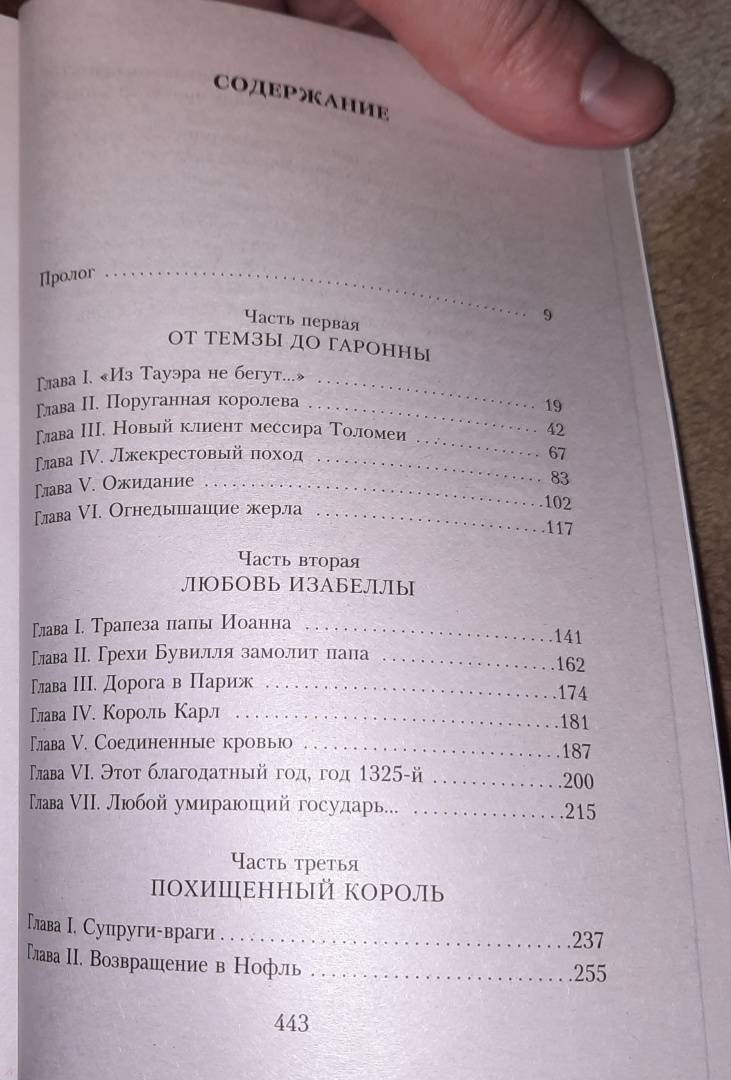 СОДЕРЖАНИЕ
Пролог ........................................ 9
Часть первая
ОТ ТЕМЗЫ ДО ГАРОННЫ
Глава I. «Из Тауэра не бегут...» ........................ 19
Глава II. Поруганная королева ........................ 42
Глава III. Новый клиент мессира Толомеи ............ 67
Глава IV. Лжекрестовый поход ........................ 83
Глава V. Ожидание ....................................102
Глава VI. Огнедышащие жерла ........................117
Часть вторая
ЛЮБОВЬ ИЗАБЕЛЛЫ
Глава I. Трапеза папы Иоанна ........................141
Глава II. Грехи Бувилля замолит папа ..................162
Глава III. Дорога в Париж ..............................174
Глава IV. Король Карл ................................181
Глава V. Соединенные кровью ........................187
Глава VI. Этот благодатный год, год 1325-й ............200
Глава VII. Любой умирающий государь... ............215
Часть третья
ПОХИЩЕННЫЙ КОРОЛЬ
Глава I. Супруги-враги ................................237
Глава II. Возвращение в Нофль ........................255
443